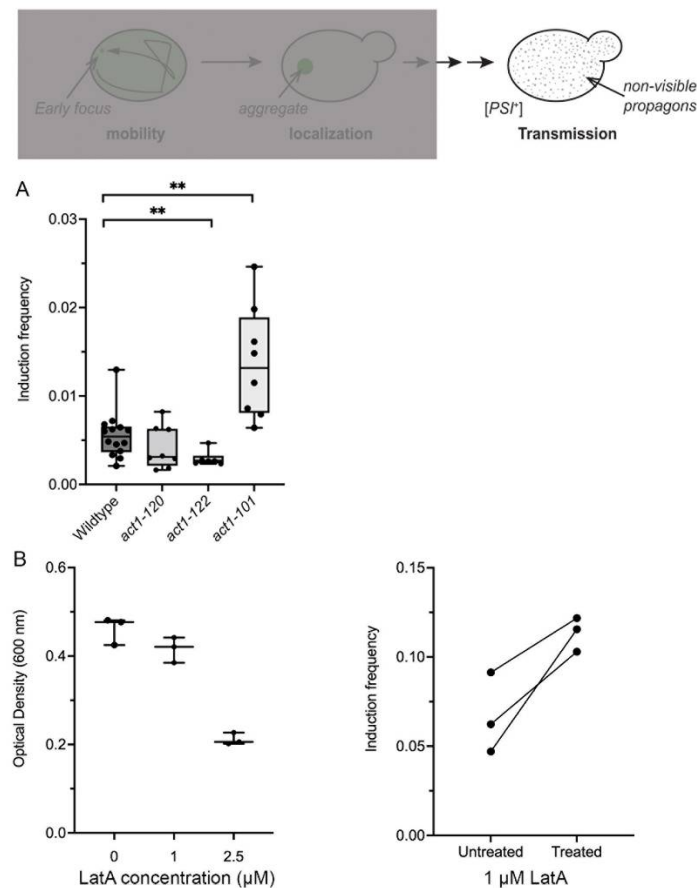 Early focus
aggregate
mobility
localization
[PSI⁺]
non-visible
propagons
Transmission
A
**
**
Induction frequency
0.03
0.02
0.01
0.00
Wildtype
act1-120
act1-122
act1-101
B
Optical Density (600 nm)
0.6
0.4
0.2
0.0
0
1
2.5
LatA concentration (µM)
Induction frequency
0.15
0.10
0.05
0.00
Untreated
Treated
1 µM LatA